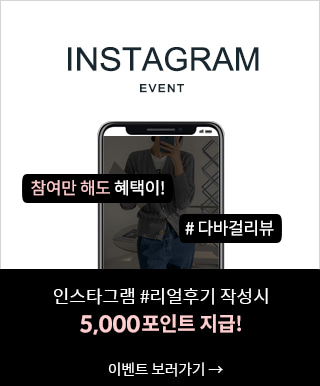 INSTAGRAM
EVENT
참여만 해도 혜택이!
# 다바걸리뷰
인스타그램 #리얼후기 작성시
5,000포인트 지급!
이벤트 보러가기 →